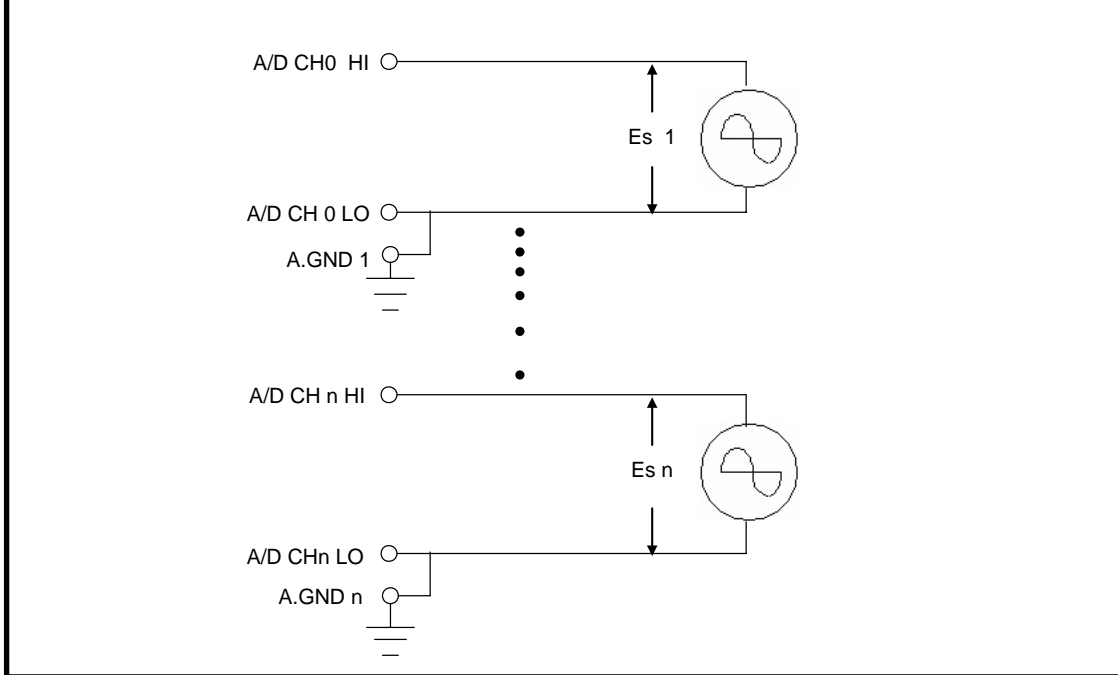 A/D CH0 HI
Es 1
A/D CH 0 LO
A.GND 1
A/D CH n HI
Es n
A/D CHn LO
A.GND n